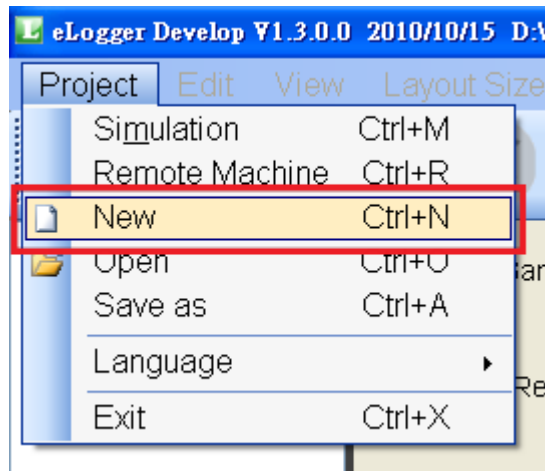 eLogger Develop V1.3.0.0 2010/10/15 D:\
Project Edit View Layout Size
Simulation Ctrl+M
Remote Machine Ctrl+R
New Ctrl+N
Open Ctrl+O
Save as Ctrl+A
Language
Exit Ctrl+X